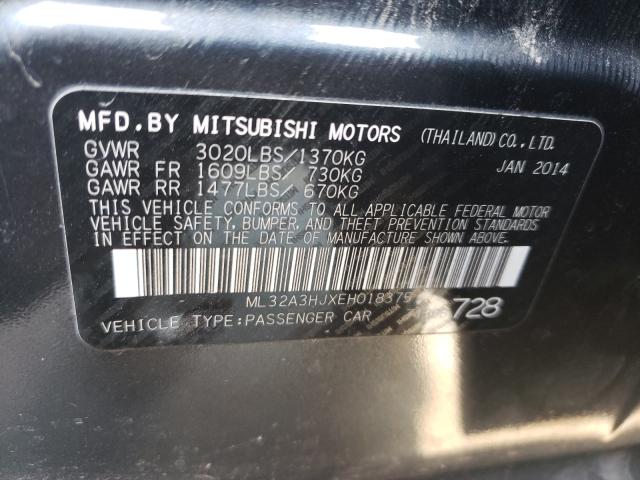 MFD.BY MITSUBISHI MOTORS (THAILAND)CO.,LTD.
GVWR 3020LBS/1370KG JAN 2014
GAWR FR 1609LBS/ 730KG
GAWR RR 1477LBS/ 670KG
THIS VEHICLE CONFORMS TO ALL APPLICABLE FEDERAL MOTOR
VEHICLE SAFETY, BUMPER, AND THEFT PREVENTION STANDARDS
IN EFFECT ON THE DATE OF MANUFACTURE SHOWN ABOVE.
VEHICLE TYPE:PASSENGER CAR